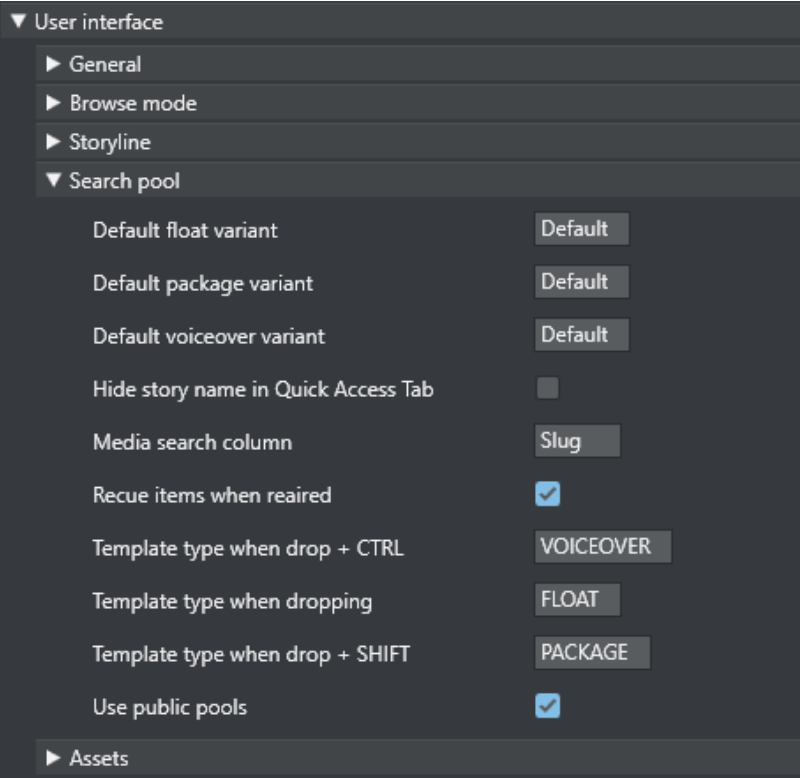 User interface
General
Browse mode
Storyline
Search pool
Default float variant Default
Default package variant Default
Default voiceover variant Default
Hide story name in Quick Access Tab
Media search column Slug
Recue items when reaired
Template type when drop + CTRL VOICEOVER
Template type when dropping FLOAT
Template type when drop + SHIFT PACKAGE
Use public pools
Assets